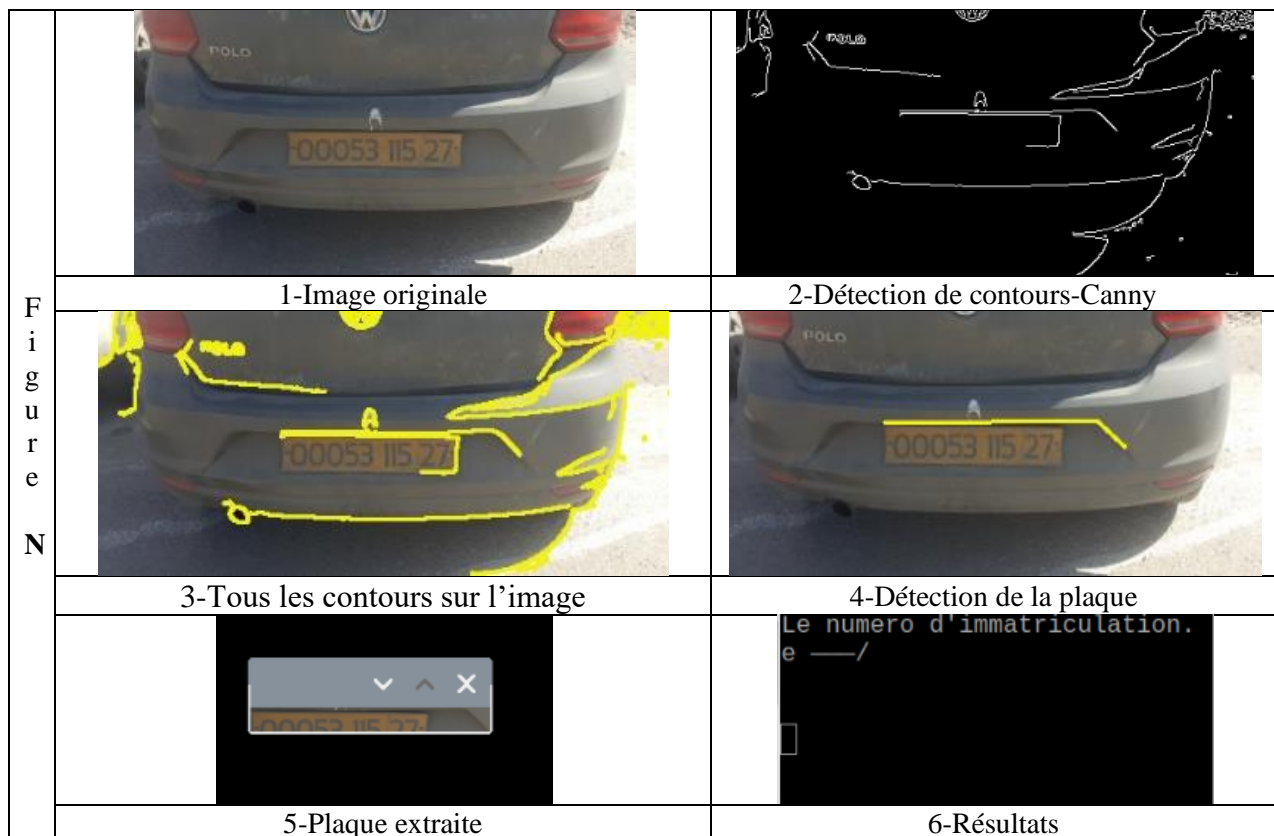 POLO
00053 115 27
1-Image originale
POLO
2-Détection de contours-Canny
Figure
N
POLO
00053 115 27
3-Tous les contours sur l’image
POLO
00053 115 27
4-Détection de la plaque
00053 115 27
5-Plaque extraite
Le numero d'immatriculation.
e ——/
6-Résultats